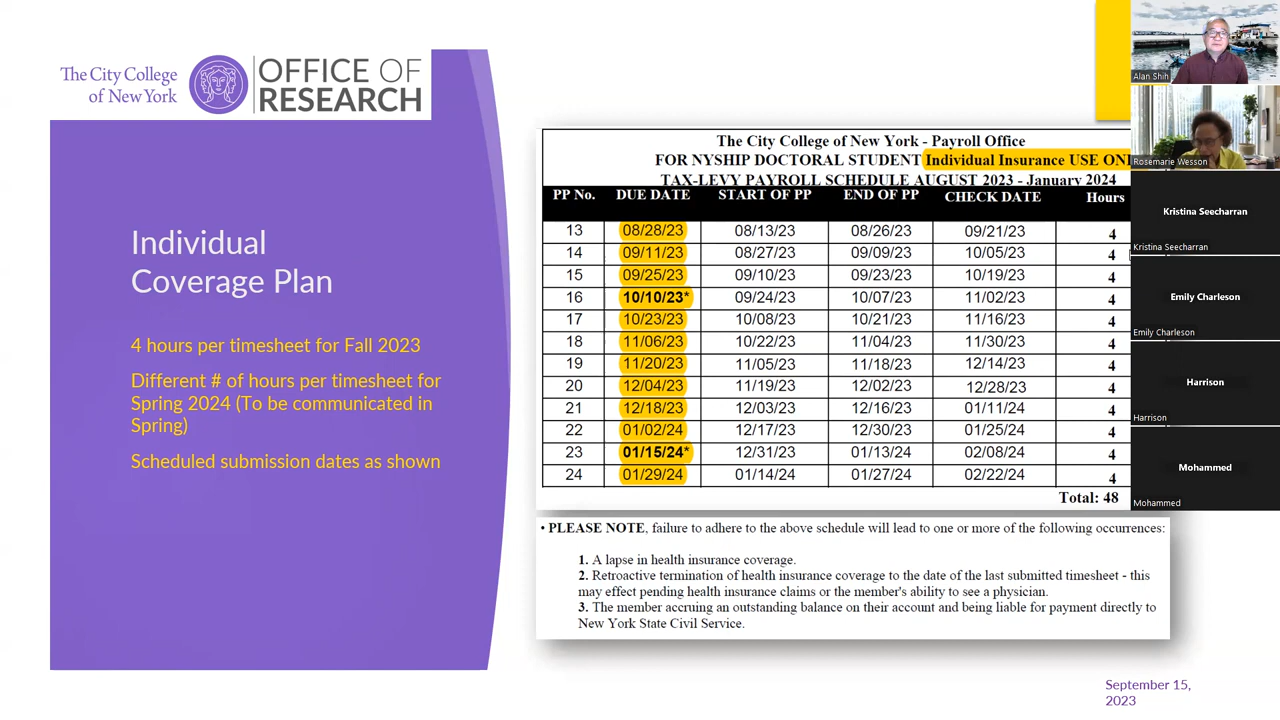 The City College
of New York
OFFICE OF
RESEARCH
Individual
Coverage Plan
4 hours per timesheet for Fall 2023
Different # of hours per timesheet for
Spring 2024 (To be communicated in
Spring)
Scheduled submission dates as shown
The City College of New York - Payroll Office
FOR NYSHIP DOCTORAL STUDENT Individual Insurance USE
TAX-LEVY PAYROLL SCHEDULE AUGUST 2023 - January 2024
PP No. DUE DATE START OF PP END OF PP CHECK DATE Hours
13 08/28/23 08/13/23 08/26/23 09/21/23 4
14 09/11/23 08/27/23 09/09/23 10/05/23 4
15 09/25/23 09/10/23 09/23/23 10/19/23 4
16 10/10/23* 09/24/23 10/07/23 11/02/23 4
17 10/23/23 10/08/23 10/21/23 11/16/23 4
18 11/06/23 10/22/23 11/04/23 11/30/23 4
19 11/20/23 11/05/23 11/18/23 12/14/23 4
20 12/04/23 11/19/23 12/02/23 12/28/23 4
21 12/18/23 12/03/23 12/16/23 01/11/24 4
22 01/02/24 12/17/23 12/30/23 01/25/24 4
23 01/15/24* 12/31/23 01/13/24 02/08/24 4
24 01/29/24 01/14/24 01/27/24 02/22/24 4
Total: 48
• PLEASE NOTE, failure to adhere to the above schedule will lead to one or more of the following occurrences:
1. A lapse in health insurance coverage.
2. Retroactive termination of health insurance coverage to the date of the last submitted timesheet - this
may effect pending health insurance claims or the member's ability to see a physician.
3. The member accruing an outstanding balance on their account and being liable for payment directly to
New York State Civil Service.
September 15,
2023
Alan Shih
Rosemarie Wesson
Kristina Seecharran
Kristina Seecharran
Emily Charleson
Emily Charleson
Harrison
Harrison
Mohammed
Mohammed